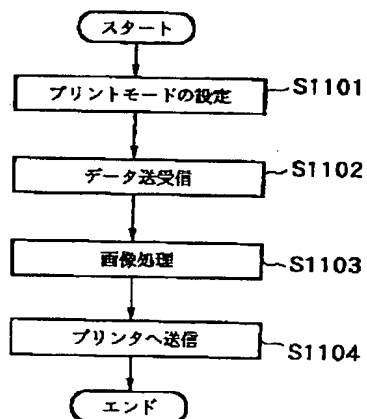 スタート
プリントモードの設定
S1101
データ送受信
S1102
画像処理
S1103
プリンタへ送信
S1104
エンド